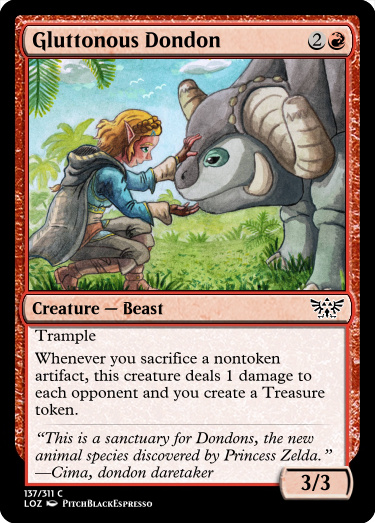 Gluttonous Dondon 2
Creature — Beast
Trample
Whenever you sacrifice a nontoken
artifact, this creature deals 1 damage to
each opponent and you create a Treasure
token.
“This is a sanctuary for Dondons, the new
animal species discovered by Princess Zelda.”
—Cima, dondon daretaker
3/3
137/311 C
LOZ PitchBlackEspresso